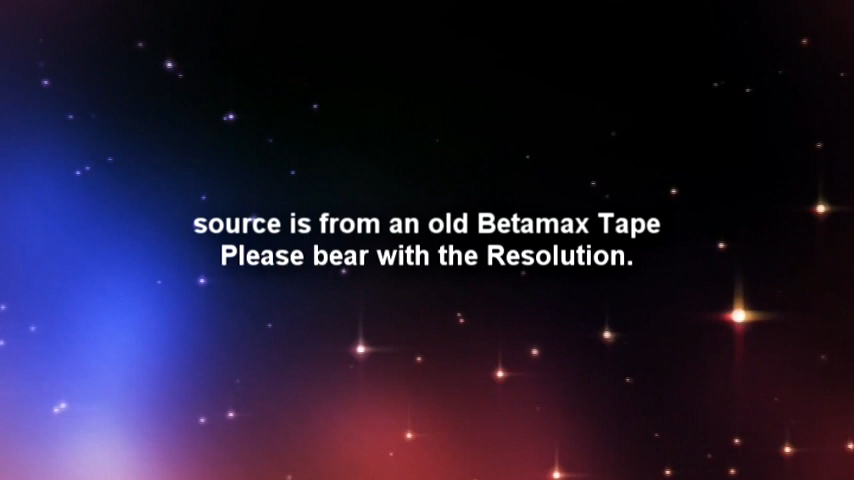 source is from an old Betamax Tape
Please bear with the Resolution.